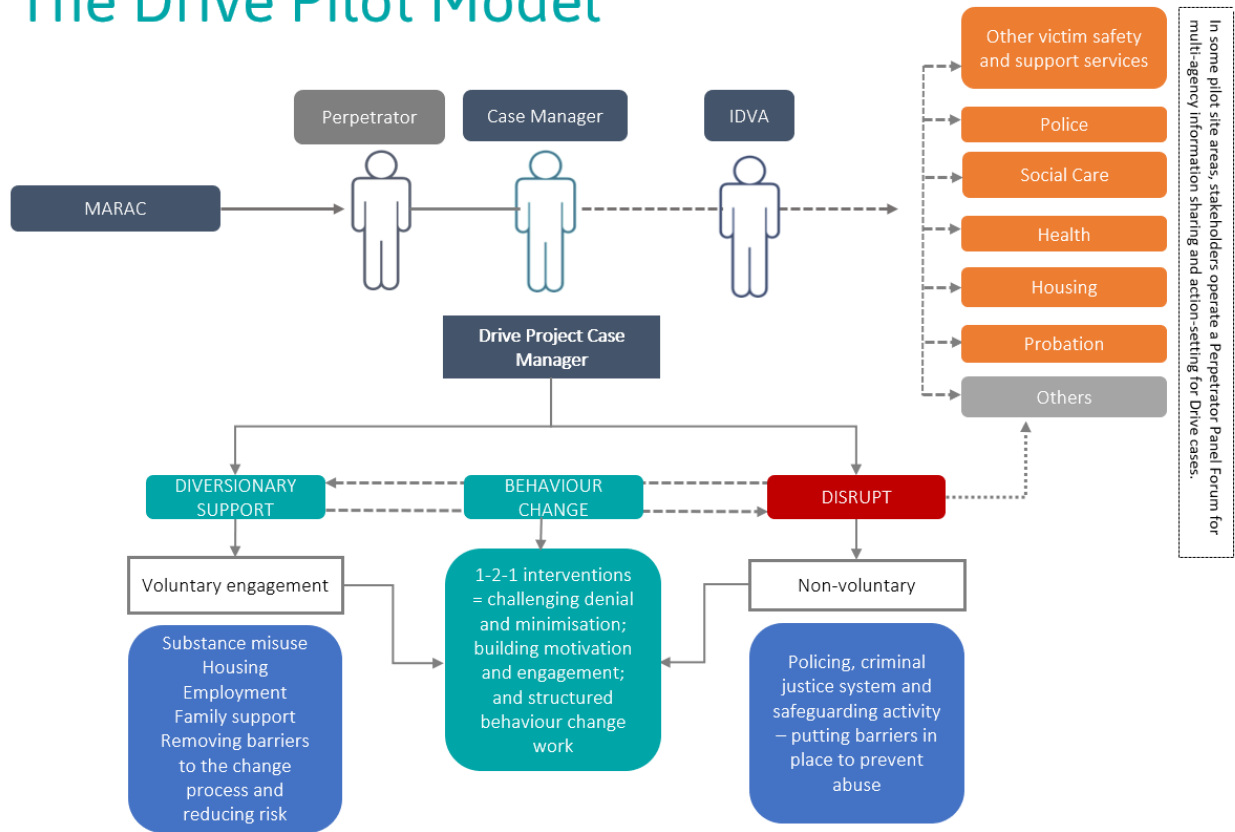 The Drive Pilot Model
Perpetrator
Case Manager
IDVA
MARAC
Other victim safety
and support services
Police
Social Care
Health
Housing
Probation
Others
In some pilot site areas, stakeholders operate a Perpetrator Panel Forum for
multi-agency information sharing and action-setting for Drive cases.
Drive Project Case
Manager
DIVERSIONARY
SUPPORT
BEHAVIOUR
CHANGE
DISRUPT
Voluntary engagement
Non-voluntary
Substance misuse
Housing
Employment
Family support
Removing barriers
to the change
process and
reducing risk
1-2-1 interventions
= challenging denial
and minimisation;
building motivation
and engagement;
and structured
behaviour change
work
Policing, criminal
justice system and
safeguarding activity
– putting barriers in
place to prevent
abuse